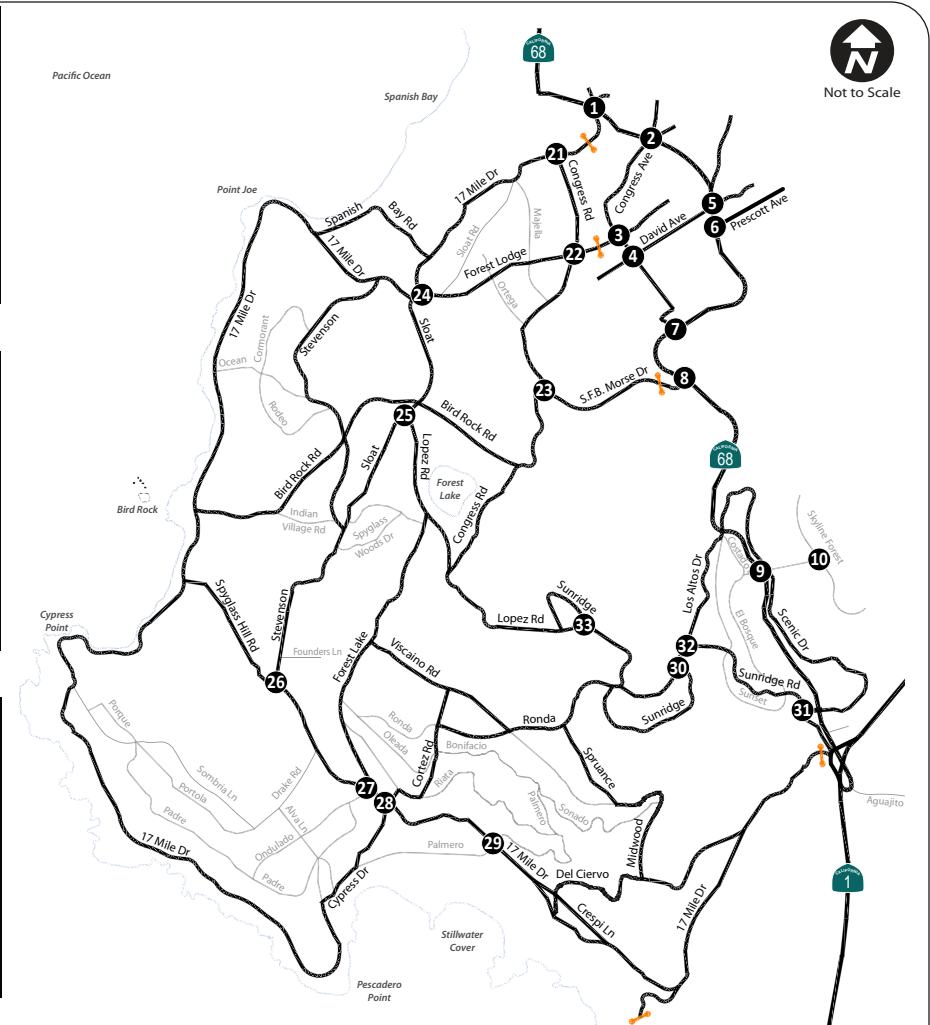 CALIFORNIA
68
N
Not to Scale
Pacific Ocean
Spanish Bay
1
2
21
17 Mile Dr
Congress Rd
Congress Ave
Point Joe
5
6
Prescott Ave
David Ave
3
4
22
Spanish
Bay Rd
17 Mile Dr
Sloat Rd
Majella
Forest Lodge
Ortega
24
17 Mile Dr
Stevenson
Cormorant
Ocean
Rodeo
Sloat
7
8
S.F.B. Morse Dr
23
25
Bird Rock Rd
Sloat
Lopez Rd
Bird Rock Rd
CALIFORNIA
68
Forest
Lake
Congress Rd
Bird Rock
Indian
Village Rd
Spyglass
Woods Dr
Skyline Forest
10
Costado
9
Los Altos Dr
El Bosque
Scenic Dr
Cypress
Point
Spyglass Hill Rd
Stevenson
Founders Ln
Forest Lake
Viscaino Rd
Lopez Rd
Sunridge
33
32
30
Sunridge Rd
Sunset
31
26
Sunridge
Ronda
Ronda
Oleada
Cortez Rd
Bonifacio
Riata
Palmero
Sonado
Spruance
Porque
Sombria Ln
Portola
Padre
Drake Rd
Alva Ln
Ondulado
Padre
27
28
Aguajito
17 Mile Dr
Cypress Dr
Palmero
29
17 Mile Dr
Del Ciervo
Midwood
Crespi Ln
17 Mile Dr
CALIFORNIA
1
Stillwater
Cover
Pescadero
Point